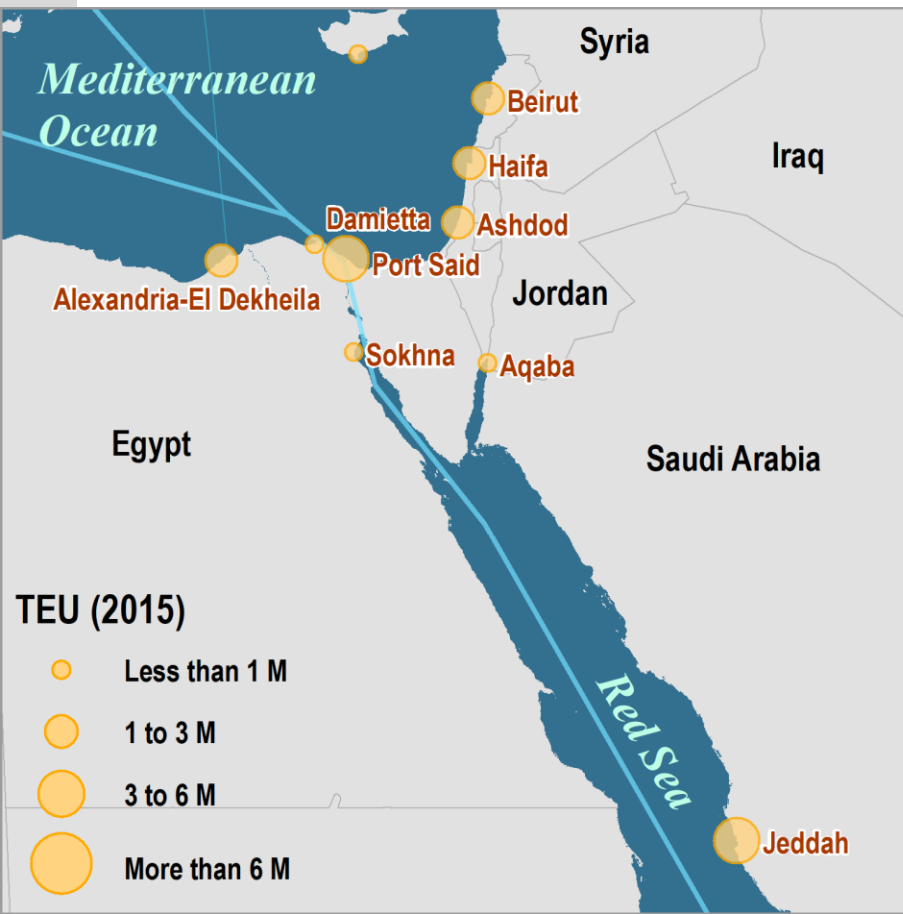 Syria
Mediterranean
Ocean
Beirut
Iraq
Haifa
Damietta
Ashdod
Port Said
Jordan
Alexandria-El Dekheila
Sokhna
Aqaba
Egypt
Saudi Arabia
TEU (2015)
Less than 1 M
1 to 3 M
3 to 6 M
More than 6 M
Red Sea
Jeddah